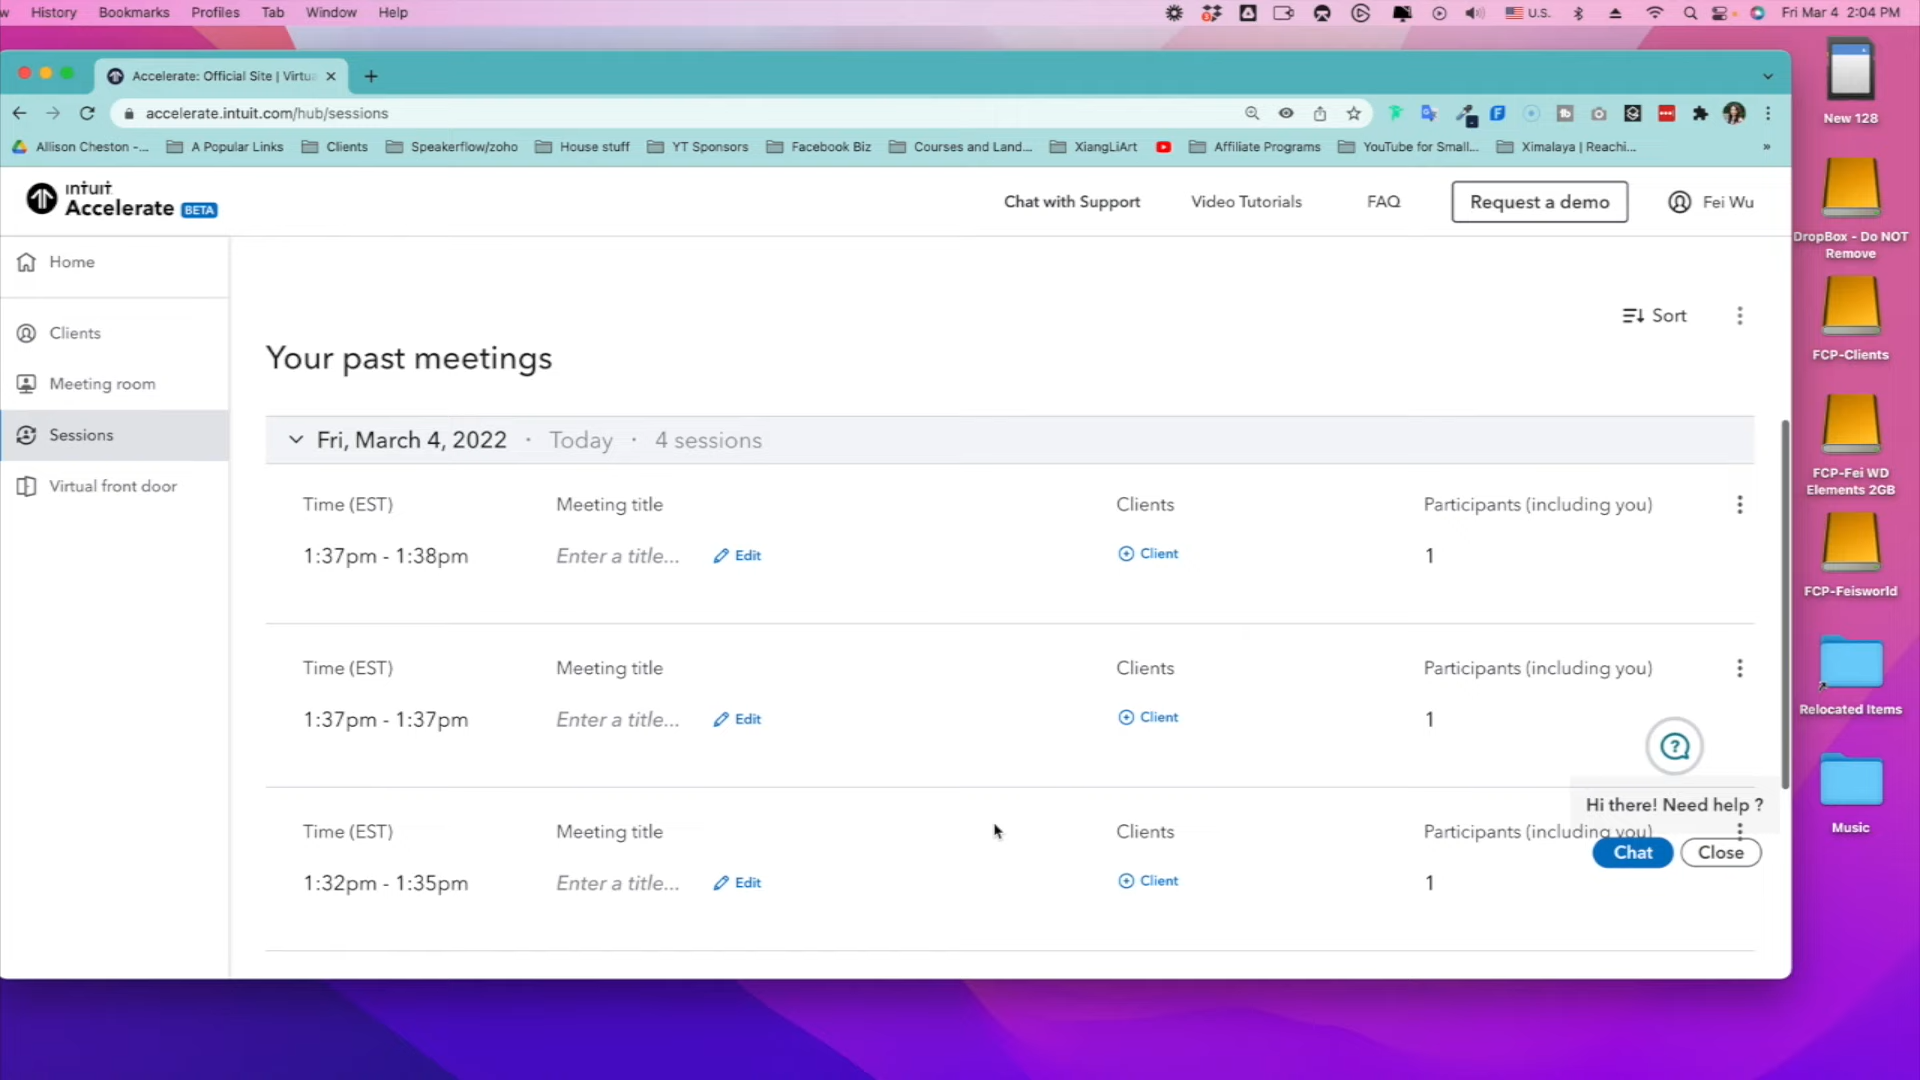 w History Bookmarks Profiles Tab Window Help U.S. Fri Mar 4 2:04 PM
Accelerate: Official Site | Virtu
accelerate.intuit.com/hub/sessions
Allison Cheston -... A Popular Links Clients Speakerflow/zoho House stuff YT Sponsors Facebook Biz Courses and Land... XiangLiArt Affiliate Programs YouTube for Small... Ximalaya | Reachi... »
ıntuıt
Accelerate BETA
Chat with Support Video Tutorials FAQ Request a demo Fei Wu
Home
Clients
Meeting room
Sessions
Virtual front door
Sort
Your past meetings
Fri, March 4, 2022 · Today · 4 sessions
Time (EST) Meeting title Clients Participants (including you)
1:37pm - 1:38pm Enter a title... Edit Client 1
Time (EST) Meeting title Clients Participants (including you)
1:37pm - 1:37pm Enter a title... Edit Client 1
Time (EST) Meeting title Clients Participants (including you)
1:32pm - 1:35pm Enter a title... Edit Client 1
Hi there! Need help ?
Chat Close
New 128
DropBox - Do NOT
Remove
FCP-Clients
FCP-Fei WD
Elements 2GB
FCP-Feisworld
Relocated Items
Music